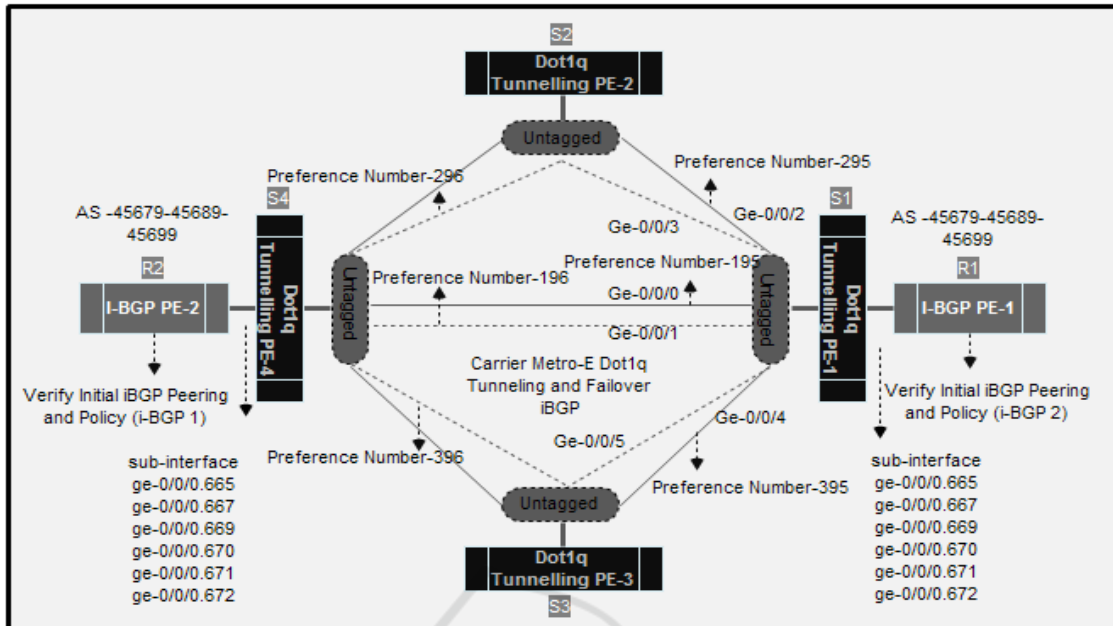 S2
Dot1q
Tunnelling PE-2
Untagged
Preference Number-296
Preference Number-295
S4
S1
AS -45679-45689-
45699
AS -45679-45689-
45699
Ge-0/0/2
Ge-0/0/3
R2
R1
I-BGP PE-2
Dot1q
Tunnelling PE-4
Untagged
Preference Number-196
Preference Number-195
Ge-0/0/0
Ge-0/0/1
Untagged
Dot1q
Tunnelling PE-1
I-BGP PE-1
Carrier Metro-E Dot1q
Tunneling and Failover
iBGP
Verify Initial iBGP Peering
and Policy (i-BGP 1)
Verify Initial iBGP Peering
and Policy (i-BGP 2)
Ge-0/0/4
Ge-0/0/5
Preference Number-396
Preference Number-395
sub-interface
ge-0/0/0.665
ge-0/0/0.667
ge-0/0/0.669
ge-0/0/0.670
ge-0/0/0.671
ge-0/0/0.672
sub-interface
ge-0/0/0.665
ge-0/0/0.667
ge-0/0/0.669
ge-0/0/0.670
ge-0/0/0.671
ge-0/0/0.672
Untagged
Dot1q
Tunnelling PE-3
S3